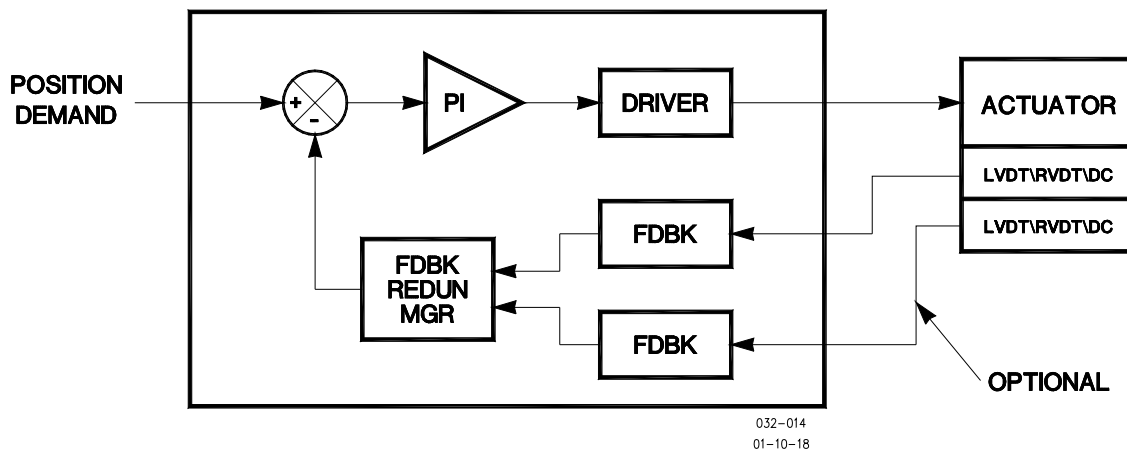 POSITION
DEMAND
+
-
PI
DRIVER
ACTUATOR
LVDT\RVDT\DC
LVDT\RVDT\DC
FDBK
FDBK
REDUN
MGR
FDBK
OPTIONAL
032-014
01-10-18